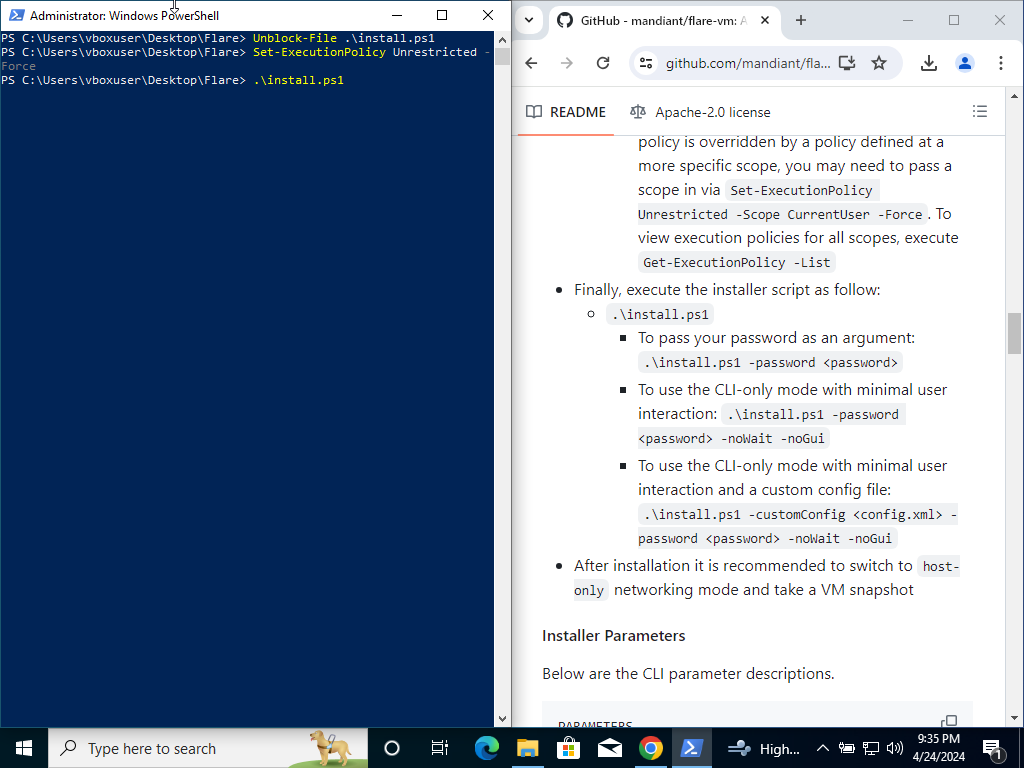 Administrator: Windows PowerShell
PS C:\Users\vboxuser\Desktop\Flare> Unblock-File .\install.ps1
PS C:\Users\vboxuser\Desktop\Flare> Set-ExecutionPolicy Unrestricted -
Force
PS C:\Users\vboxuser\Desktop\Flare> .\install.ps1
GitHub - mandiant/flare-vm: A
github.com/mandiant/fla...
README
Apache-2.0 license
policy is overridden by a policy defined at a
more specific scope, you may need to pass a
scope in via Set-ExecutionPolicy
Unrestricted -Scope CurrentUser -Force. To
view execution policies for all scopes, execute
Get-ExecutionPolicy -List
• Finally, execute the installer script as follow:
○ .\install.ps1
▪ To pass your password as an argument:
.\install.ps1 -password <password>
▪ To use the CLI-only mode with minimal user
interaction: .\install.ps1 -password
<password> -noWait -noGui
▪ To use the CLI-only mode with minimal user
interaction and a custom config file:
.\install.ps1 -customConfig <config.xml> -
password <password> -noWait -noGui
• After installation it is recommended to switch to host-
only networking mode and take a VM snapshot
Installer Parameters
Below are the CLI parameter descriptions.
PARAMETERS
Type here to search
High...
9:35 PM
4/24/2024
1